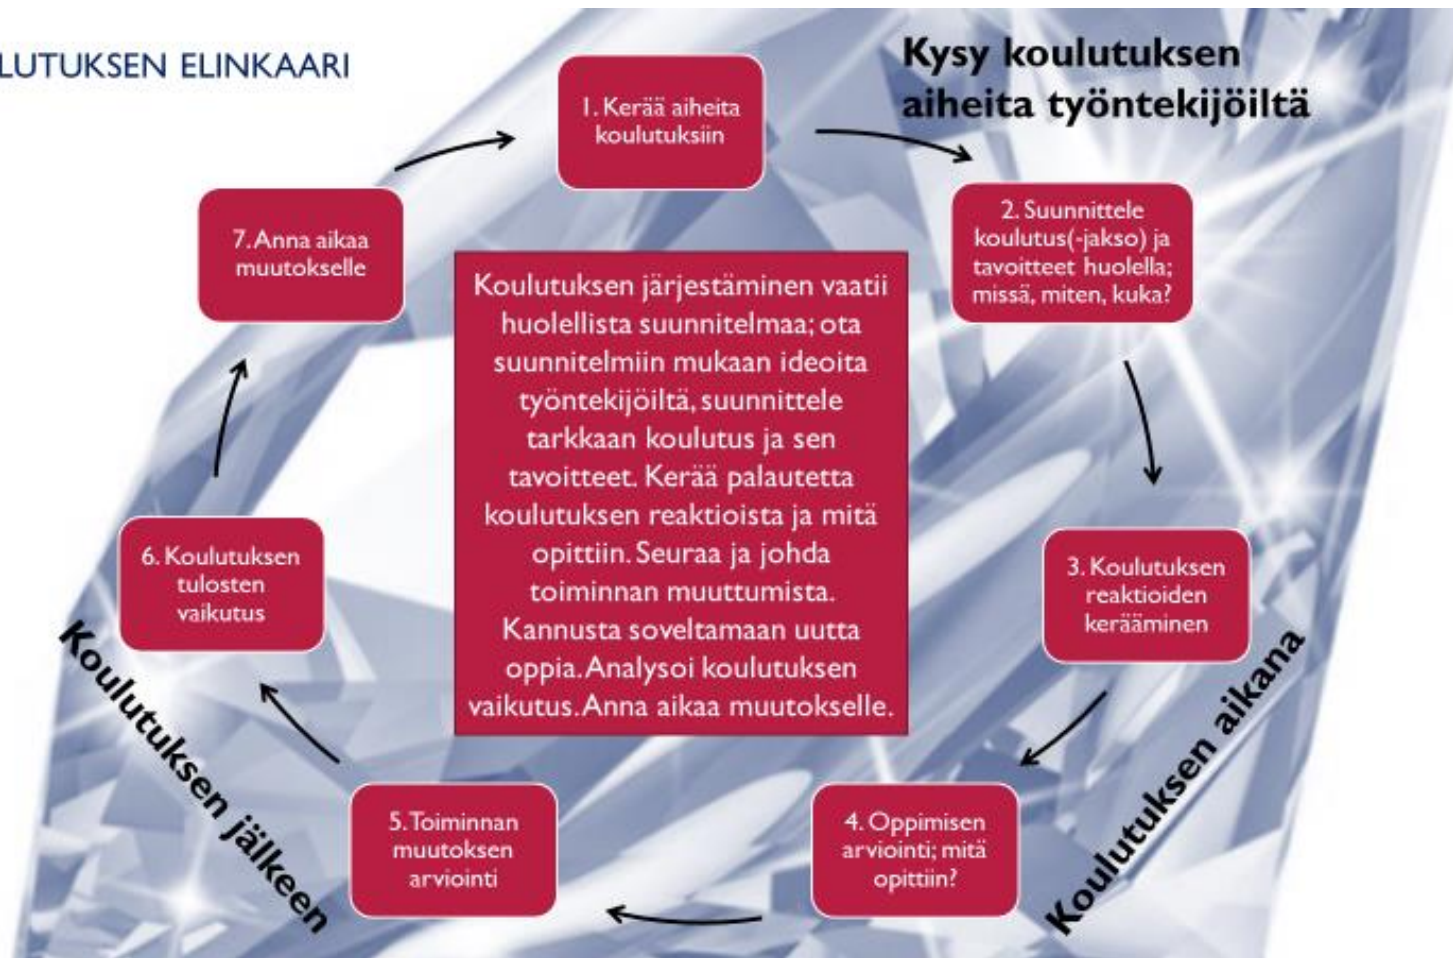 LUTUKSEN ELINKAARI
Kysy koulutuksen
aiheita työntekijöiltä
1. Kerää aiheita
koulutuksiin
2. Suunnittele
koulutus(-jakso) ja
tavoitteet huolella;
missä, miten, kuka?
3. Koulutuksen
reaktioiden
kerääminen
Koulutuksen aikana
4. Oppimisen
arviointi; mitä
opittiin?
5. Toiminnan
muutoksen
arviointi
Koulutuksen jälkeen
6. Koulutuksen
tulosten
vaikutus
7. Anna aikaa
muutokselle
Koulutuksen järjestäminen vaatii
huolellista suunnitelmaa; ota
suunnitelmiin mukaan ideoita
työntekijöiltä, suunnittele
tarkkaan koulutus ja sen
tavoitteet. Kerää palautetta
koulutuksen reaktioista ja mitä
opittiin. Seuraa ja johda
toiminnan muuttumista.
Kannusta soveltamaan uutta
oppia. Analysoi koulutuksen
vaikutus. Anna aikaa muutokselle.